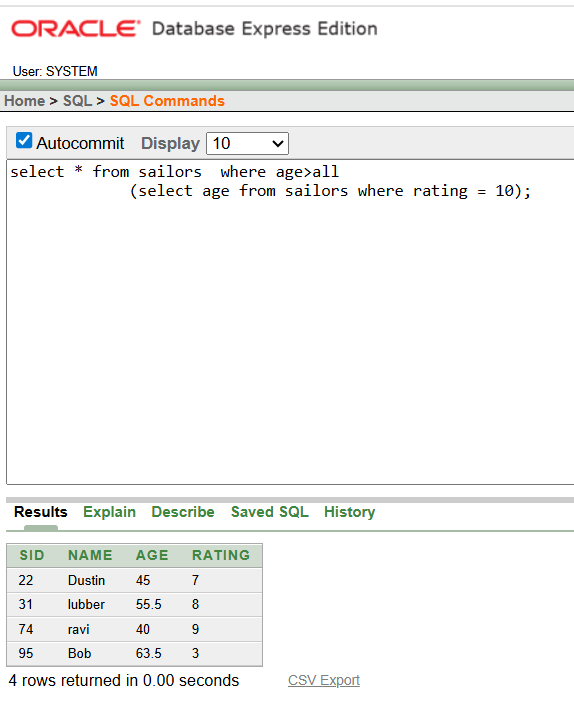 ORACLE Database Express Edition
User: SYSTEM
Home > SQL > SQL Commands
Autocommit Display 10
select * from sailors  where age>all
(select age from sailors where rating = 10);
Results Explain Describe Saved SQL History
SID NAME AGE RATING
22 Dustin 45 7
31 lubber 55.5 8
74 ravi 40 9
95 Bob 63.5 3
4 rows returned in 0.00 seconds CSV Export